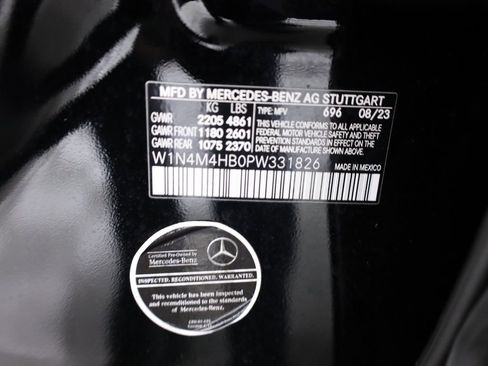 MFD BY MERCEDES-BENZ AG STUTTGART
KG LBS TYPE: MPV 696 08/23
GVWR 2205 4861 THIS VEHICLE CONFORMS TO ALL APPLICABLE
GAWR FRONT 1180 2601 FEDERAL MOTOR VEHICLE SAFETY AND THEFT
GAWR REAR 1075 2370 PREVENTION STANDARDS IN EFFECT ON THE
DATE OF MANUFACTURE SHOWN ABOVE.
W1N4M4HB0PW331826 MADE IN MEXICO
Certified Pre-Owned by
Mercedes-Benz
INSPECTED. RECONDITIONED. WARRANTED.
This vehicle has been inspected
and reconditioned to the standards
of Mercedes-Benz.